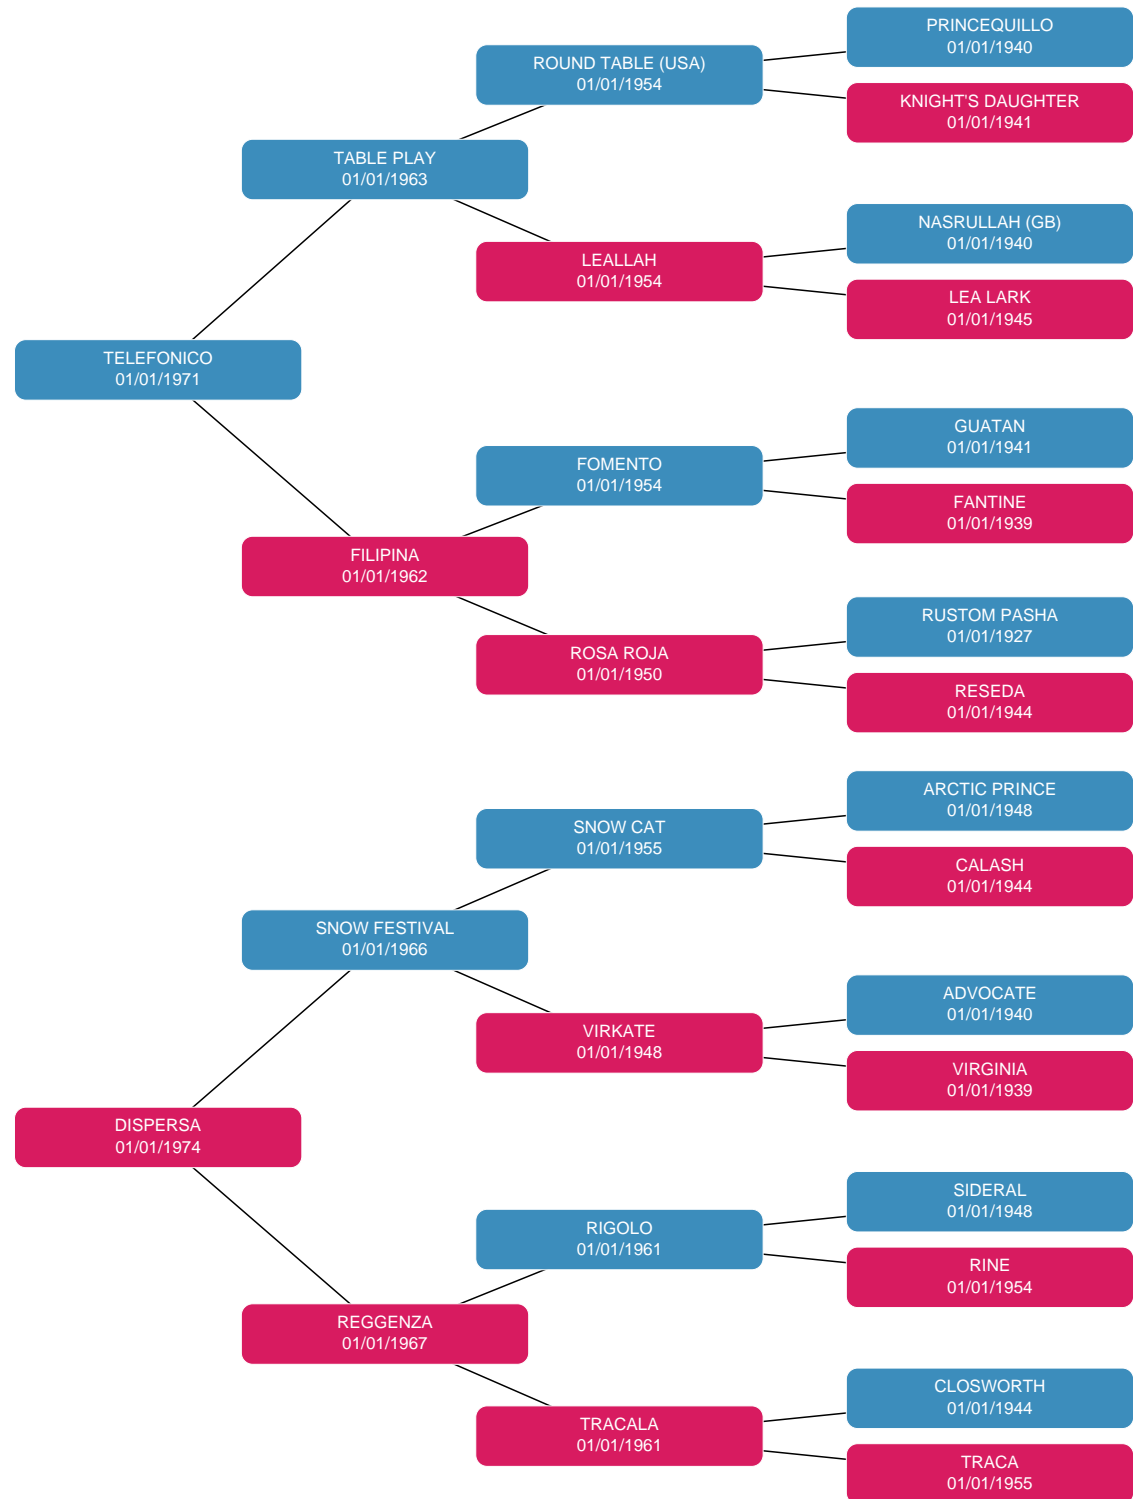 PRINCEQUILLO
01/01/1940
ROUND TABLE (USA)
01/01/1954
KNIGHT'S DAUGHTER
01/01/1941
TABLE PLAY
01/01/1963
NASRULLAH (GB)
01/01/1940
LEALLAH
01/01/1954
LEA LARK
01/01/1945
TELEFONICO
01/01/1971
GUATAN
01/01/1941
FOMENTO
01/01/1954
FANTINE
01/01/1939
FILIPINA
01/01/1962
RUSTOM PASHA
01/01/1927
ROSA ROJA
01/01/1950
RESEDA
01/01/1944
ARCTIC PRINCE
01/01/1948
SNOW CAT
01/01/1955
CALASH
01/01/1944
SNOW FESTIVAL
01/01/1966
ADVOCATE
01/01/1940
VIRKATE
01/01/1948
VIRGINIA
01/01/1939
DISPERSA
01/01/1974
SIDERAL
01/01/1948
RIGOLO
01/01/1961
RINE
01/01/1954
REGGENZA
01/01/1967
CLOSWORTH
01/01/1944
TRACALA
01/01/1961
TRACA
01/01/1955